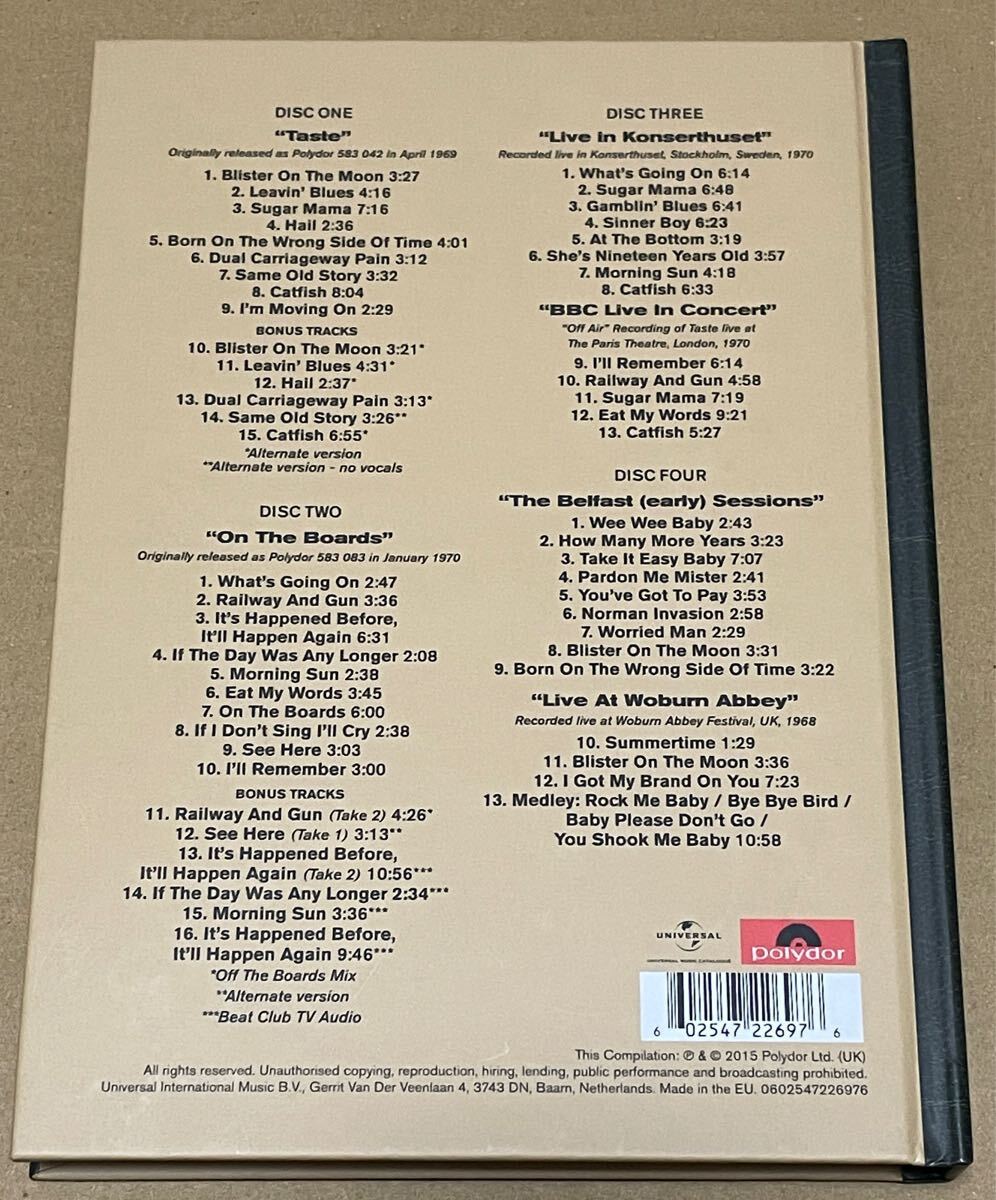 DISC ONE
"Taste"
Originally released as Polydor 583 042 in April 1969
1. Blister On The Moon 3:27
2. Leavin' Blues 4:16
3. Sugar Mama 7:16
4. Hail 2:36
5. Born On The Wrong Side Of Time 4:01
6. Dual Carriageway Pain 3:12
7. Same Old Story 3:32
8. Catfish 8:04
9. I'm Moving On 2:29
BONUS TRACKS
10. Blister On The Moon 3:21*
11. Leavin' Blues 4:31*
12. Hail 2:37*
13. Dual Carriageway Pain 3:13*
14. Same Old Story 3:26**
15. Catfish 6:55*
*Alternate version
**Alternate version - no vocals
DISC TWO
"On The Boards"
Originally released as Polydor 583 083 in January 1970
1. What's Going On 2:47
2. Railway And Gun 3:36
3. It's Happened Before,
It'll Happen Again 6:31
4. If The Day Was Any Longer 2:08
5. Morning Sun 2:38
6. Eat My Words 3:45
7. On The Boards 6:00
8. If I Don't Sing I'll Cry 2:38
9. See Here 3:03
10. I'll Remember 3:00
BONUS TRACKS
11. Railway And Gun (Take 2) 4:26*
12. See Here (Take 1) 3:13**
13. It's Happened Before,
It'll Happen Again (Take 2) 10:56***
14. If The Day Was Any Longer 2:34***
15. Morning Sun 3:36***
16. It's Happened Before,
It'll Happen Again 9:46***
*Off The Boards Mix
**Alternate version
***Beat Club TV Audio
DISC THREE
"Live in Konserthuset"
Recorded live in Konserthuset, Stockholm, Sweden, 1970
1. What's Going On 6:14
2. Sugar Mama 6:48
3. Gamblin' Blues 6:41
4. Sinner Boy 6:23
5. At The Bottom 3:19
6. She's Nineteen Years Old 3:57
7. Morning Sun 4:18
8. Catfish 6:33
"BBC Live In Concert"
"Off Air" Recording of Taste live at
The Paris Theatre, London, 1970
9. I'll Remember 6:14
10. Railway And Gun 4:58
11. Sugar Mama 7:19
12. Eat My Words 9:21
13. Catfish 5:27
DISC FOUR
"The Belfast (early) Sessions"
1. Wee Wee Baby 2:43
2. How Many More Years 3:23
3. Take It Easy Baby 7:07
4. Pardon Me Mister 2:41
5. You've Got To Pay 3:53
6. Norman Invasion 2:58
7. Worried Man 2:29
8. Blister On The Moon 3:31
9. Born On The Wrong Side Of Time 3:22
"Live At Woburn Abbey"
Recorded live at Woburn Abbey Festival, UK, 1968
10. Summertime 1:29
11. Blister On The Moon 3:36
12. I Got My Brand On You 7:23
13. Medley: Rock Me Baby / Bye Bye Bird /
Baby Please Don't Go /
You Shook Me Baby 10:58
UNIVERSAL
UNIVERSAL MUSIC CATALOGUE
polydor
6 02547 22697 6
This Compilation: ℗ & © 2015 Polydor Ltd. (UK)
All rights reserved. Unauthorised copying, reproduction, hiring, lending, public performance and broadcasting prohibited.
Universal International Music B.V., Gerrit Van Der Veenlaan 4, 3743 DN, Baarn, Netherlands. Made in the EU. 0602547226976